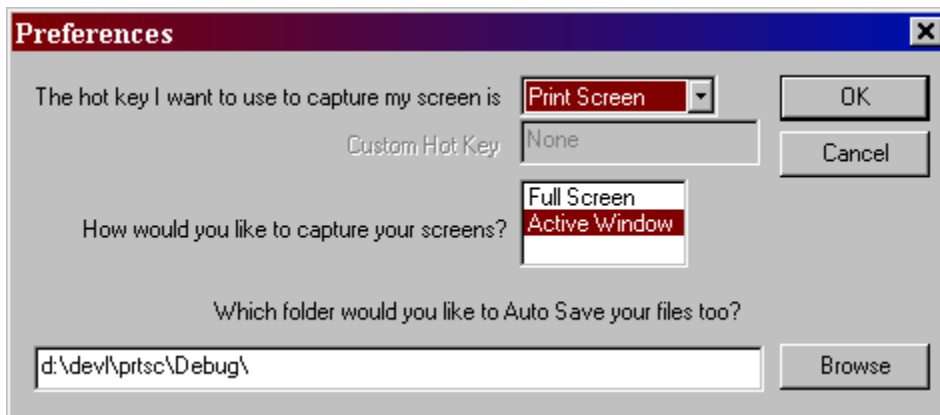 Preferences
The hot key I want to use to capture my screen is Print Screen OK
Custom Hot Key None
Cancel
Full Screen
How would you like to capture your screens? Active Window
Which folder would you like to Auto Save your files too?
d:\devl\prtsc\Debug\ Browse